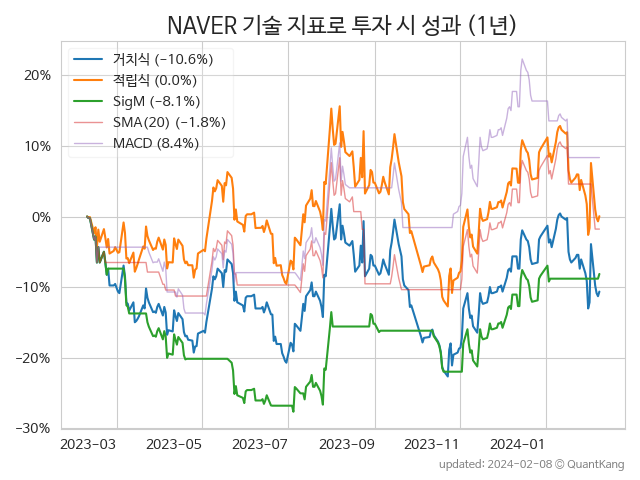 NAVER 기술 지표로 투자 시 성과 (1년)
거치식 (−10.6%)
적립식 (0.0%)
SigM (−8.1%)
SMA(20) (−1.8%)
MACD (8.4%)
20%
10%
0%
−10%
−20%
−30%
2023-03 2023-05 2023-07 2023-09 2023-11 2024-01
updated: 2024-02-08 © QuantKang